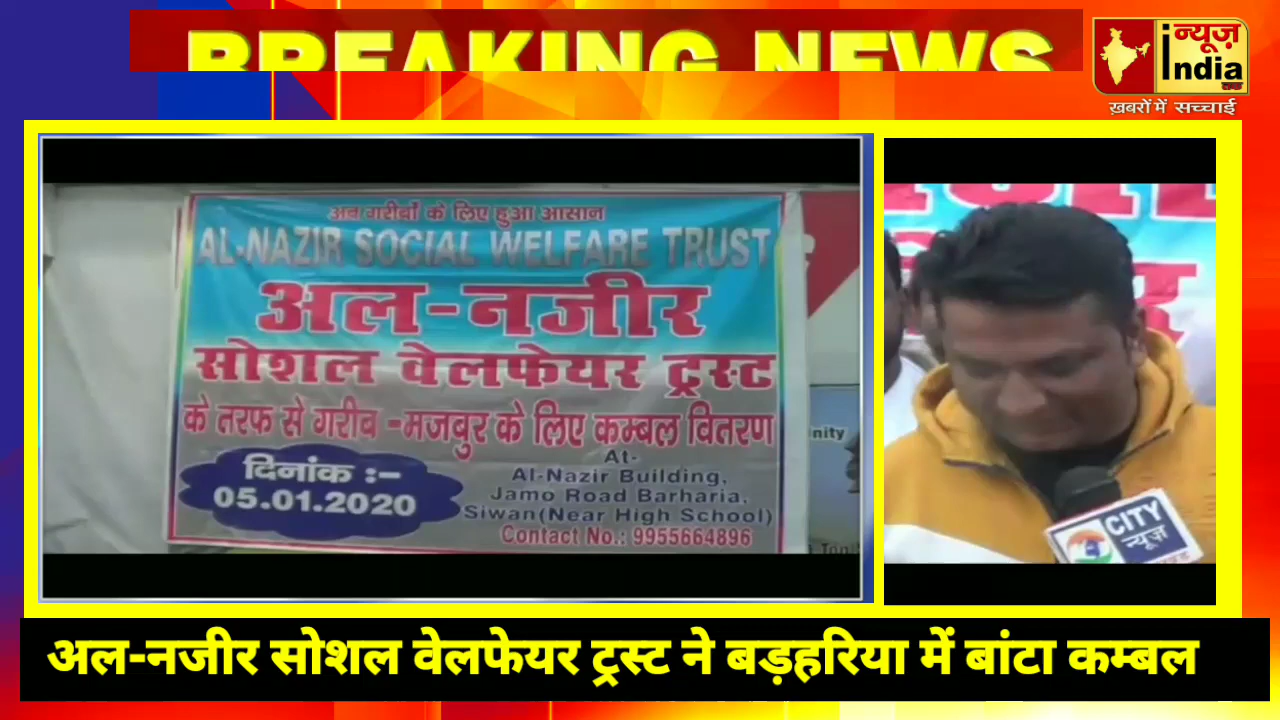 BREAKING NEWS
न्यूज़
india
तक
ख़बरों में सच्चाई
अब गरीबों के लिए हुआ आसान
AL-NAZIR SOCIAL WELFARE TRUST
अल-नजीर
सोशल वेलफेयर ट्रस्ट
के तरफ से गरीब -मजबुर के लिए कम्बल वितरण
दिनांक :–
05.01.2020
At-
Al-Nazir Building,
Jamo Road Barharia,
Siwan(Near High School)
Contact No.: 9955664896
nity
CITY
न्यूज़
अल-नजीर सोशल वेलफेयर ट्रस्ट ने बड़हरिया में बांटा कम्बल